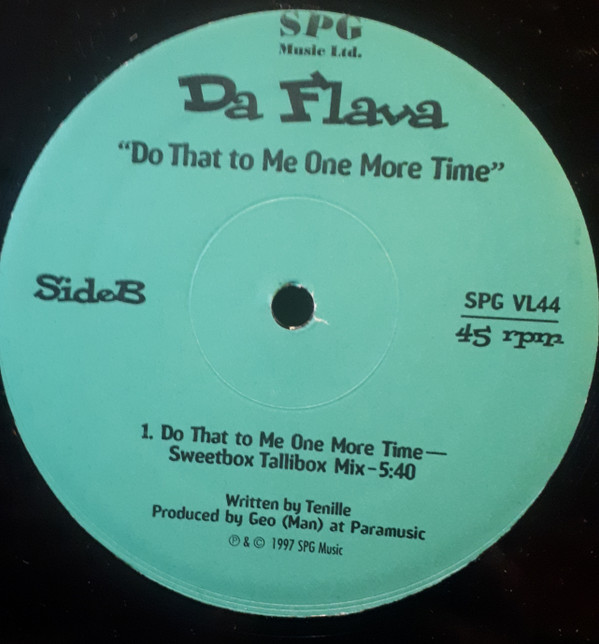 SPG
Music Ltd.
Da Flava
“Do That to Me One More Time”
SideB
SPG VL44
45 rpm
1. Do That to Me One More Time—
Sweetbox Tallibox Mix–5:40
Written by Tenille
Produced by Geo (Man) at Paramusic
℗ & © 1997 SPG Music